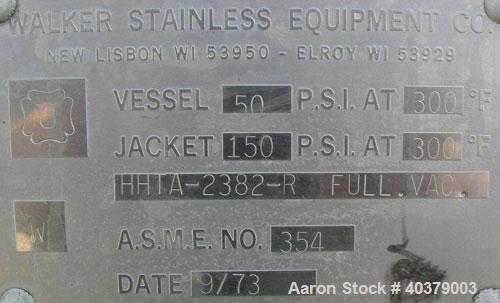 WALKER STAINLESS EQUIPMENT CO.
NEW LISBON WI 53950 - ELROY WI 53929
VESSEL 50 P.S.I. AT 300 °F
JACKET 150 P.S.I. AT 300 °F
HHTA-2382-R FULL.VAC.
W
A.S.M.E. NO. 354
DATE 9/73
Aaron Stock # 40379003